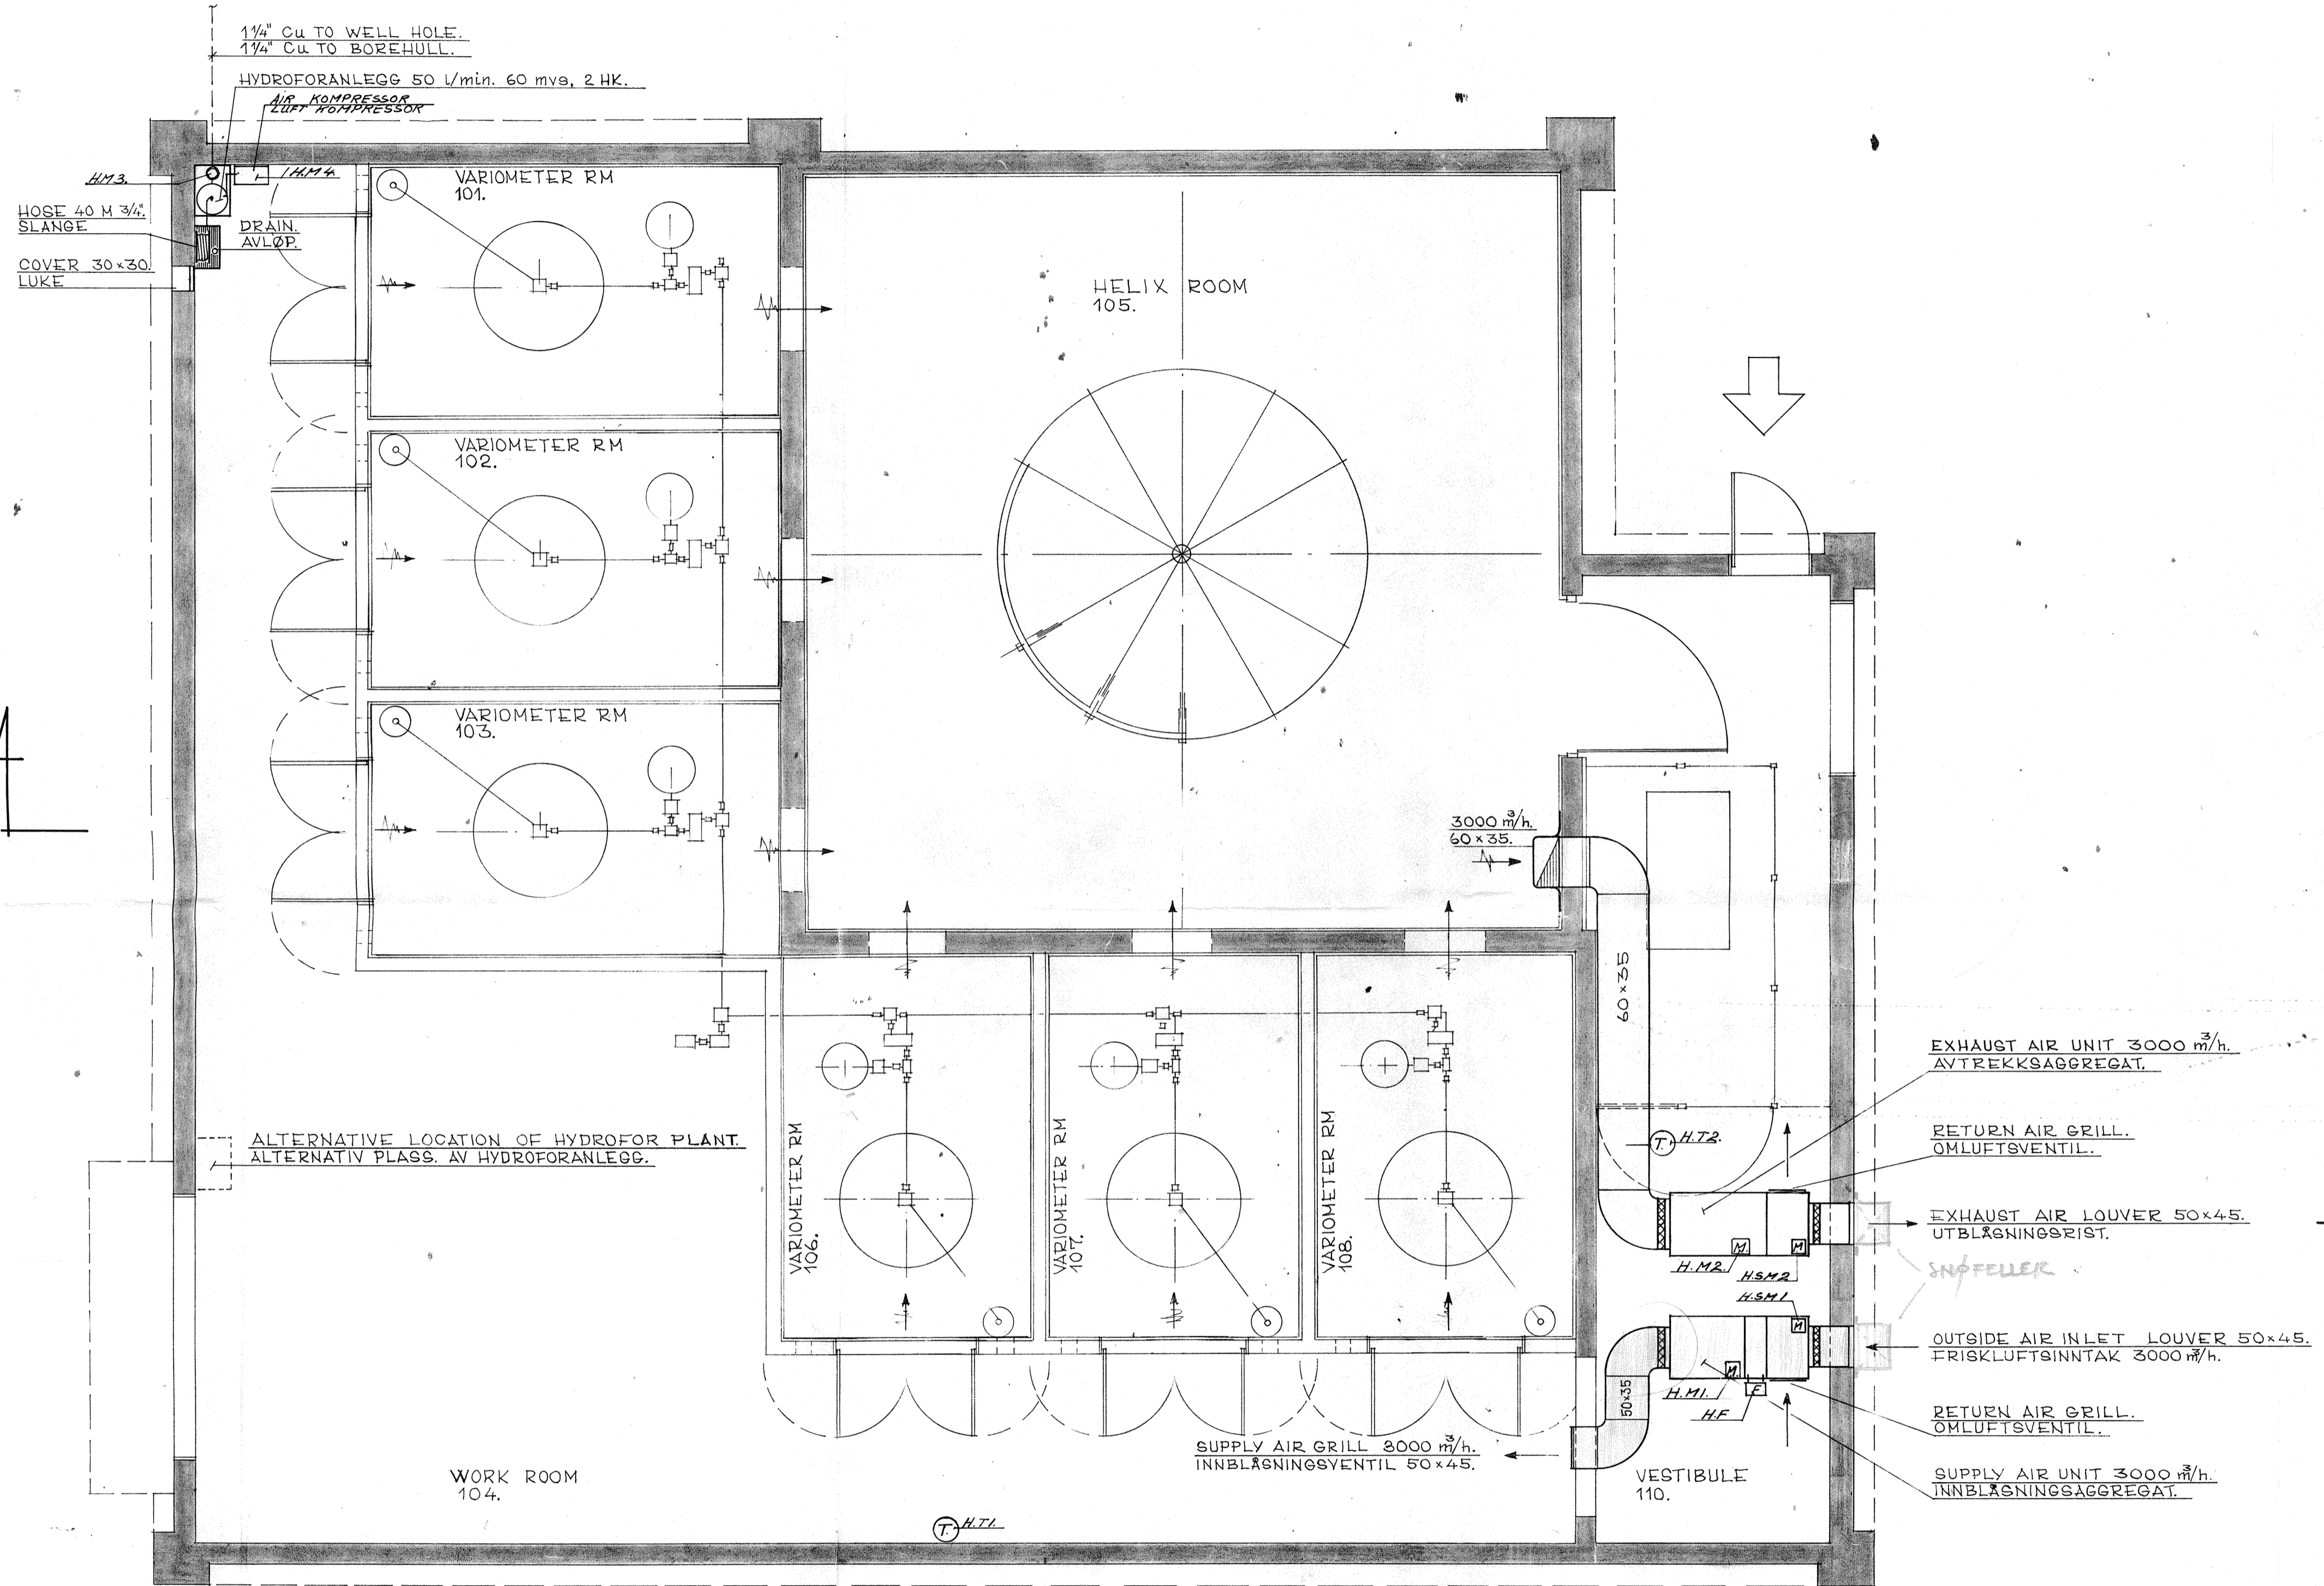 1¼" Cu TO WELL HOLE.
1¼" Cu TO BOREHULL.
HYDROFORANLEGG 50 l/min. 60 mvs, 2 HK.
AIR KOMPRESSOR
LUFT KOMPRESSOR
H.M3.
H.M4.
HOSE 40 M 3/4".
SLANGE
DRAIN.
AVLØP.
COVER 30×30.
LUKE
VARIOMETER RM
101.
HELIX ROOM
105.
VARIOMETER RM
102.
VARIOMETER RM
103.
3000 m³/h.
60×35.
60×35
ALTERNATIVE LOCATION OF HYDROFOR PLANT.
ALTERNATIV PLASS. AV HYDROFORANLEGG.
VARIOMETER RM
106.
VARIOMETER RM
107.
VARIOMETER RM
108.
EXHAUST AIR UNIT 3000 m³/h.
AVTREKKSAGGREGAT.
T. H.T2.
RETURN AIR GRILL.
OMLUFTSVENTIL.
EXHAUST AIR LOUVER 50×45.
UTBLÅSNINGSRIST.
M.
M
H.M2.
H.SM2
SNØFELLER
H.SM1
M
OUTSIDE AIR INLET LOUVER 50×45.
FRISKLUFTSINNTAK 3000 m³/h.
M.
H.M1.
F
H.F
50×35
RETURN AIR GRILL.
OMLUFTSVENTIL.
SUPPLY AIR GRILL 3000 m³/h.
INNBLÅSNINGSVENTIL 50×45.
SUPPLY AIR UNIT 3000 m³/h.
INNBLÅSNINGSAGGREGAT.
WORK ROOM
104.
VESTIBULE
110.
T. H.T1.